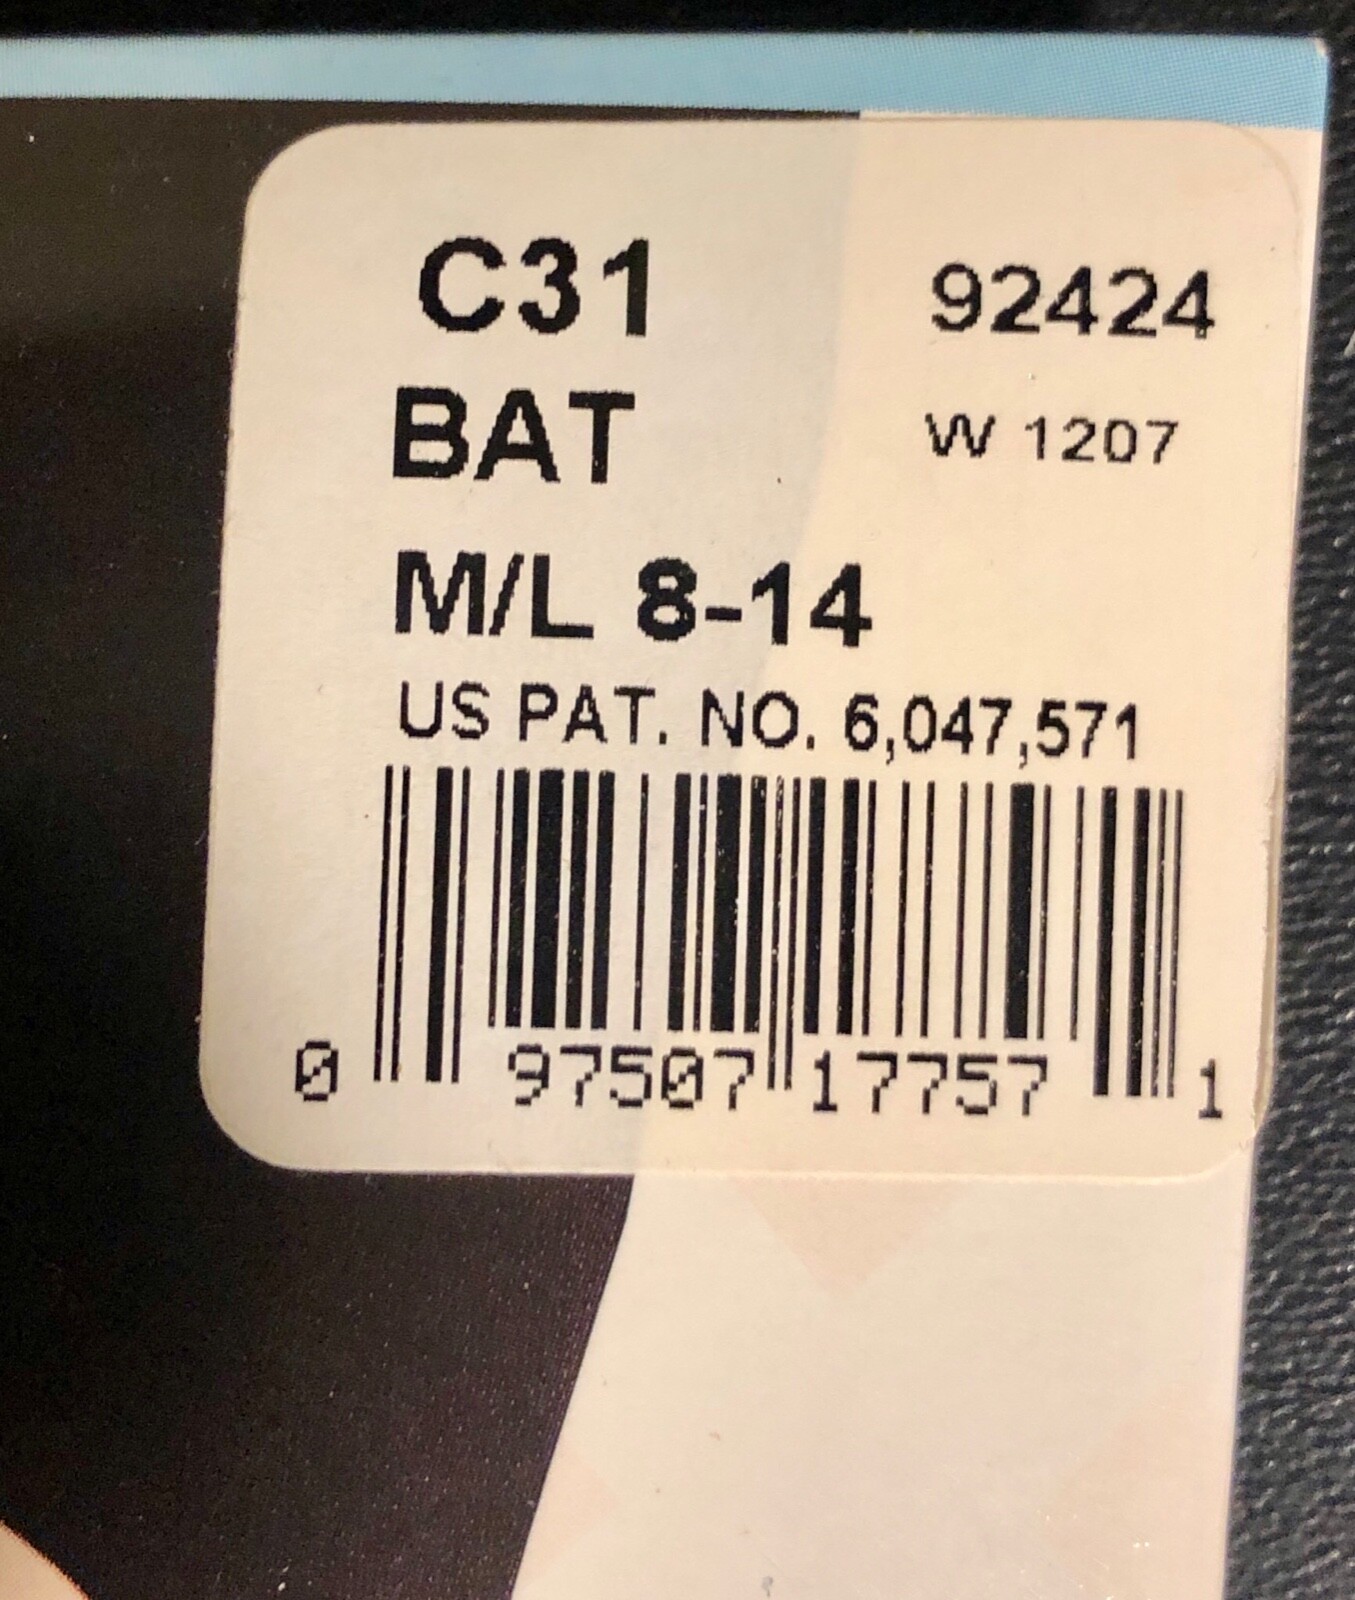 C31 92424
BAT W 1207
M/L 8-14
US PAT. NO. 6,047,571
0 97507 17757 1